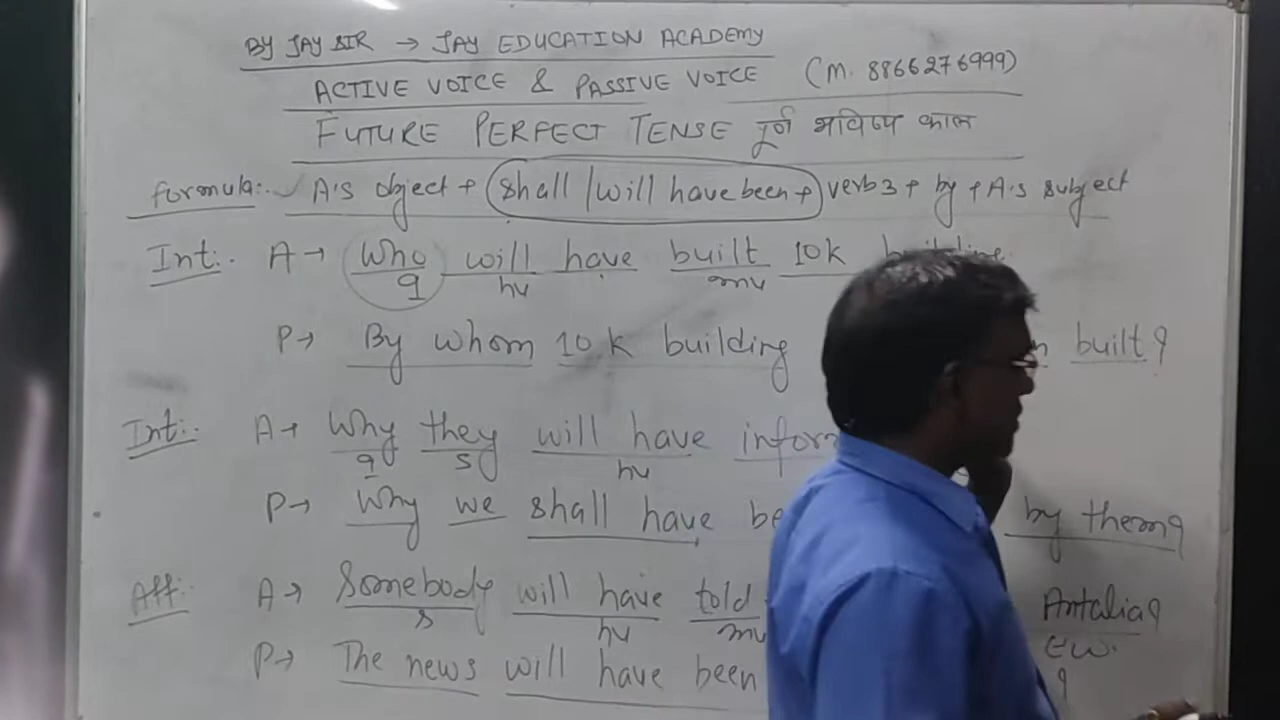 BY JAY SIR → JAY EDUCATION ACADEMY
ACTIVE VOICE & PASSIVE VOICE (M. 8866276999)
FUTURE PERFECT TENSE पूर्ण भविष्य काल
formula:- A's object + shall / will have been + verb3 + by + A's subject
Int:- A → Who will have built 10k
q hv mv
P → By whom 10k building built?
Int:- A → Why they will have
q s hv
P → Why we shall have by them?
Aff:- A → Somebody will have told Antalia?
s hv mv E.W.
P → The news will have been ?